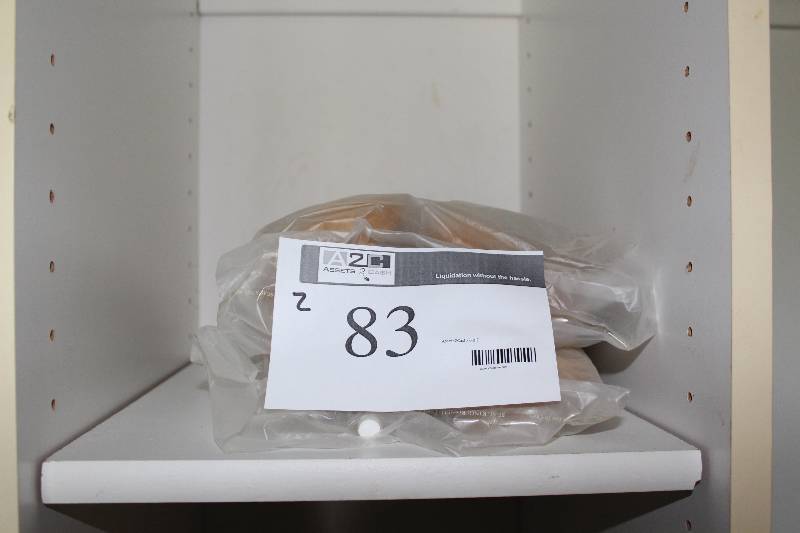 A2C
ASSETS 2 CASH
Liquidation without the hassle.
2
83